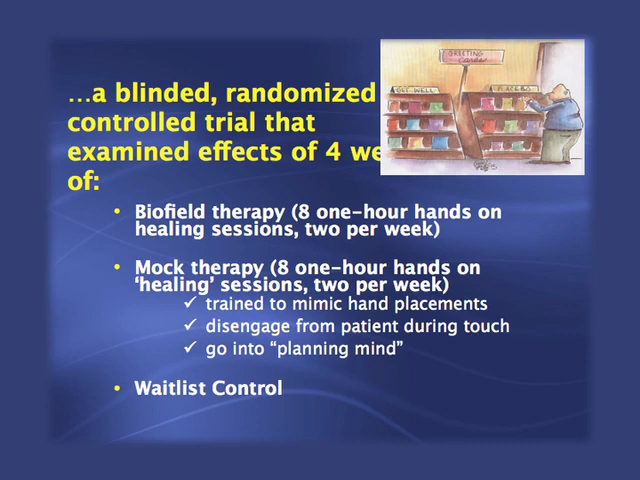 ...a blinded, randomized
controlled trial that
examined effects of 4 we
of:
• Biofield therapy (8 one-hour hands on
healing sessions, two per week)
• Mock therapy (8 one-hour hands on
‘healing’ sessions, two per week)
✓ trained to mimic hand placements
✓ disengage from patient during touch
✓ go into “planning mind”
• Waitlist Control
GREETING
Cards
GET WELL
PLACEBOS